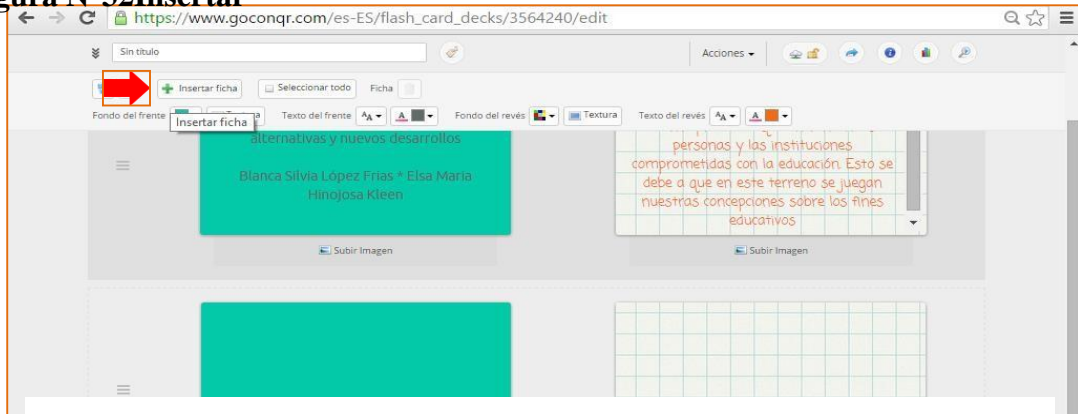 gura N°32Insertar
https://www.goconqr.com/es-ES/flash_card_decks/3564240/edit
Sin título
Acciones
Insertar ficha
Seleccionar todo
Ficha
Fondo del frente
Texto del frente
Fondo del revés
Textura
Texto del revés
Insertar ficha
alternativas y nuevos desarrollos
Blanca Silvia López Frías * Elsa María
Hinojosa Kleen
personas y las instituciones
comprometidas con la educación. Esto se
debe a que en este terreno se juegan
nuestras concepciones sobre los fines
educativos
Subir Imagen
Subir Imagen